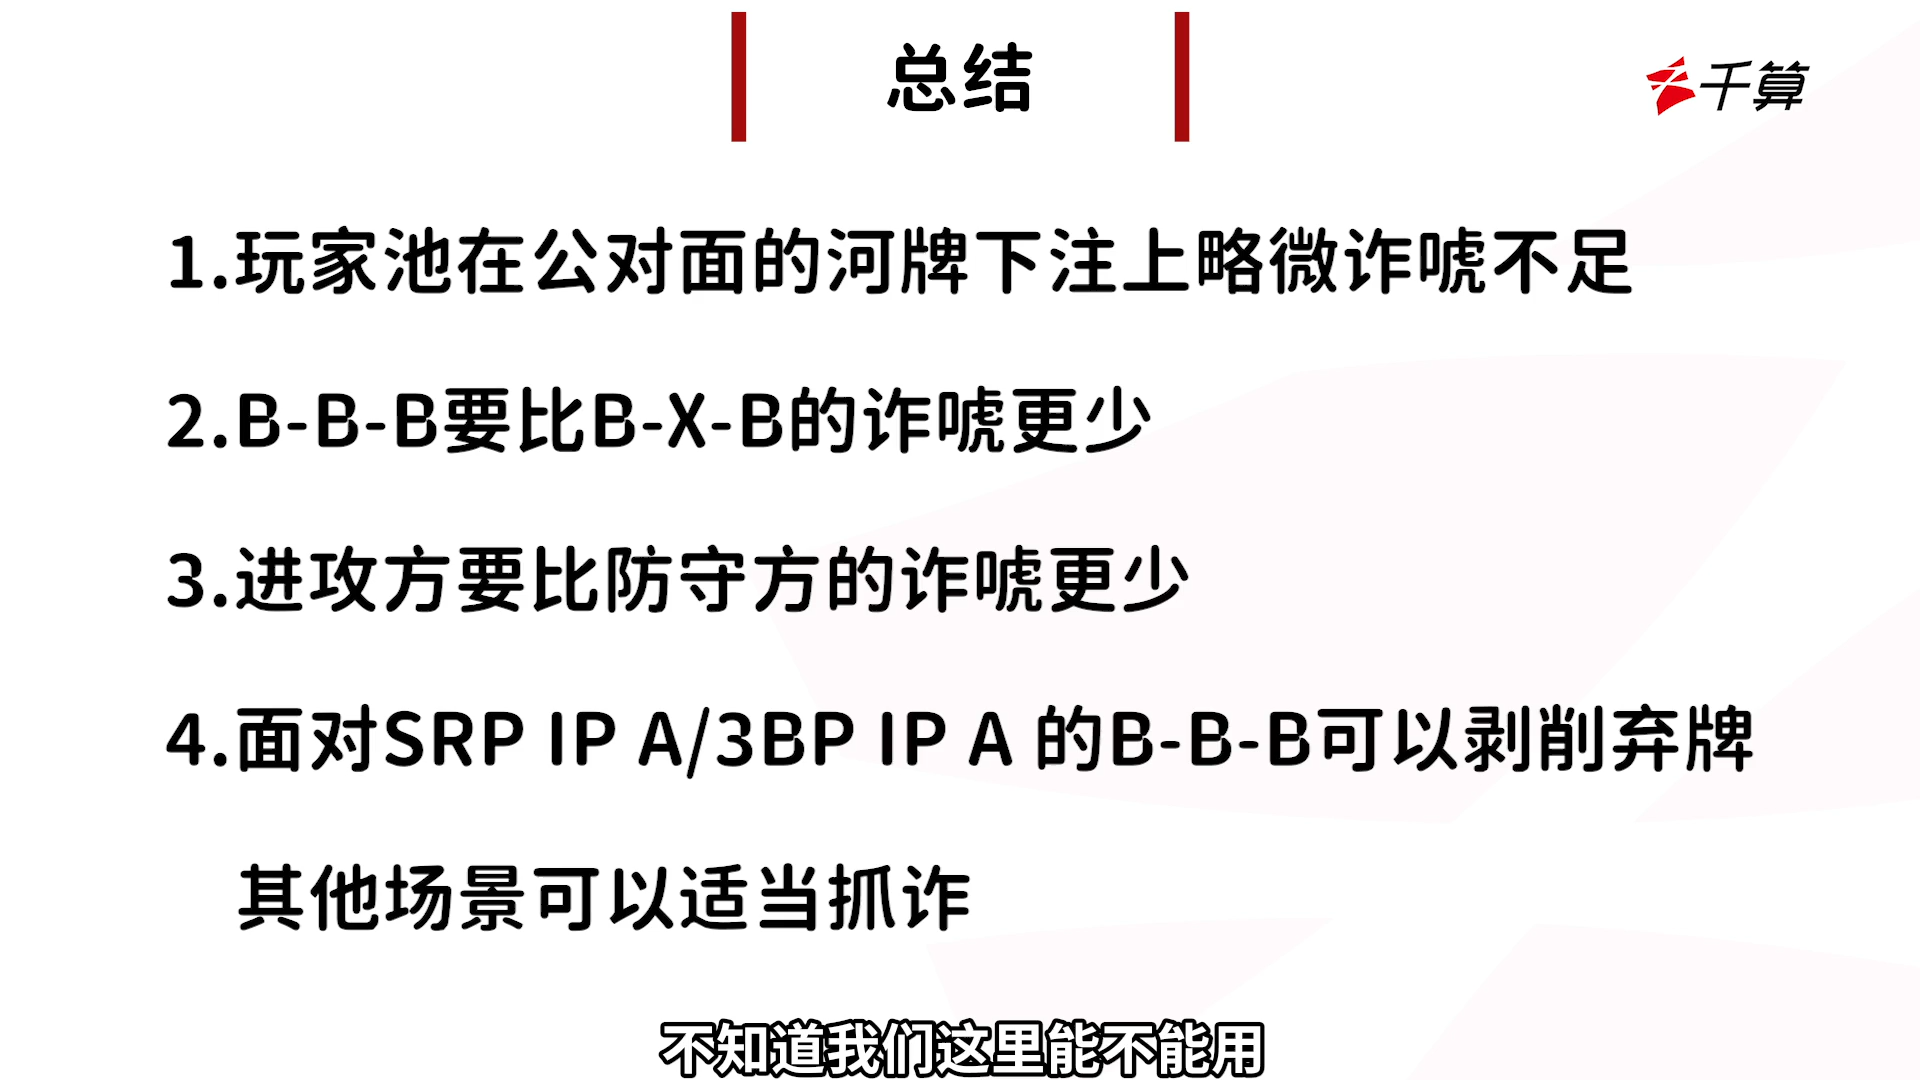 总结
千算
1.玩家池在公对面的河牌下注上略微诈唬不足
2.B-B-B要比B-X-B的诈唬更少
3.进攻方要比防守方的诈唬更少
4.面对SRP IP A/3BP IP A 的B-B-B可以剥削弃牌
其他场景可以适当抓诈
不知道我们这里能不能用